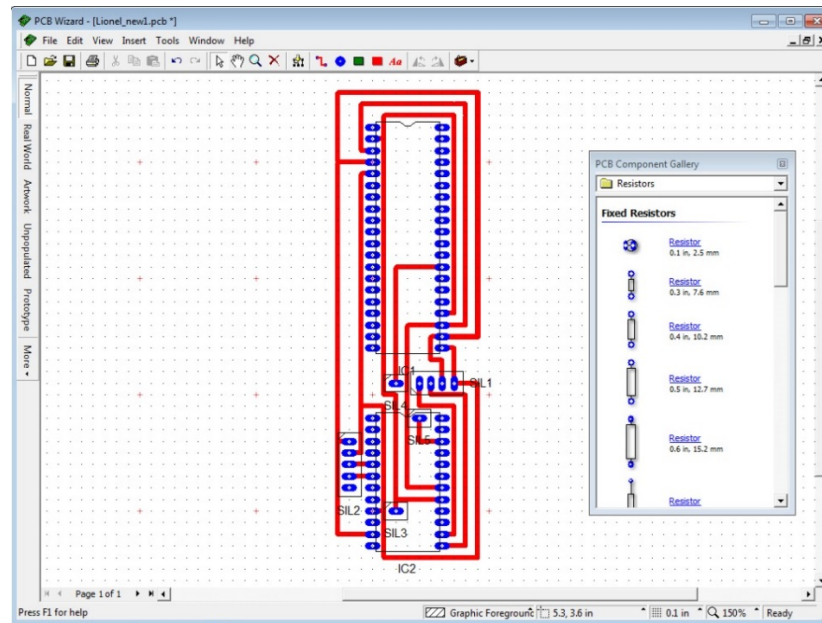 PCB Wizard - [Lionel_new1.pcb *]
File Edit View Insert Tools Window Help
Aa
Normal
Real World
Artwork
Unpopulated
Prototype
More
IC1
SIL1
SIL4
SIL5
SIL2
SIL3
IC2
PCB Component Gallery
Resistors
Fixed Resistors
Resistor
0.1 in, 2.5 mm
Resistor
0.3 in, 7.6 mm
Resistor
0.4 in, 10.2 mm
Resistor
0.5 in, 12.7 mm
Resistor
0.6 in, 15.2 mm
Resistor
Page 1 of 1
Press F1 for help
Graphic Foreground 5.3, 3.6 in 0.1 in 150% Ready